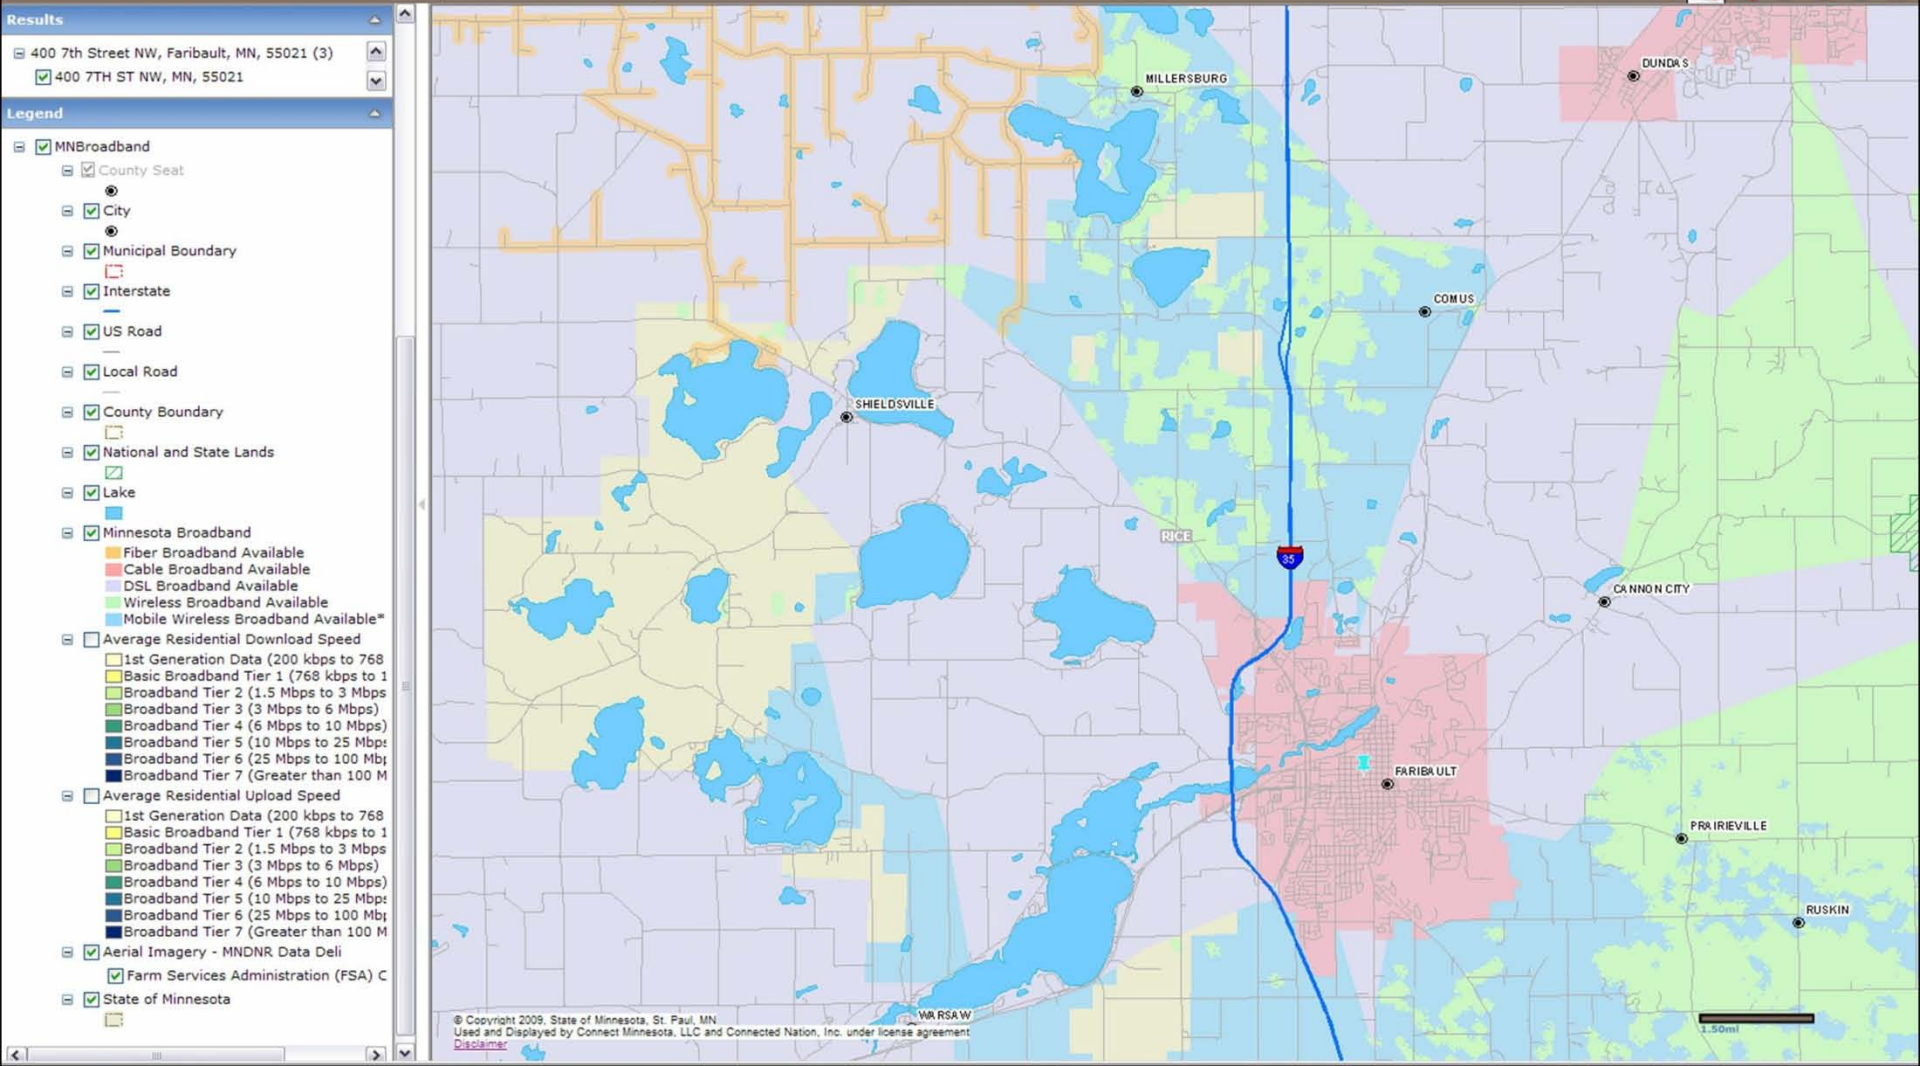 Results
400 7th Street NW, Faribault, MN, 55021 (3)
400 7TH ST NW, MN, 55021
Legend
MNBroadband
County Seat
City
Municipal Boundary
Interstate
US Road
Local Road
County Boundary
National and State Lands
Lake
Minnesota Broadband
Fiber Broadband Available
Cable Broadband Available
DSL Broadband Available
Wireless Broadband Available
Mobile Wireless Broadband Available*
Average Residential Download Speed
1st Generation Data (200 kbps to 768
Basic Broadband Tier 1 (768 kbps to 1
Broadband Tier 2 (1.5 Mbps to 3 Mbps
Broadband Tier 3 (3 Mbps to 6 Mbps)
Broadband Tier 4 (6 Mbps to 10 Mbps)
Broadband Tier 5 (10 Mbps to 25 Mbps
Broadband Tier 6 (25 Mbps to 100 Mb
Broadband Tier 7 (Greater than 100 M
Average Residential Upload Speed
1st Generation Data (200 kbps to 768
Basic Broadband Tier 1 (768 kbps to 1
Broadband Tier 2 (1.5 Mbps to 3 Mbps
Broadband Tier 3 (3 Mbps to 6 Mbps)
Broadband Tier 4 (6 Mbps to 10 Mbps)
Broadband Tier 5 (10 Mbps to 25 Mbps
Broadband Tier 6 (25 Mbps to 100 Mb
Broadband Tier 7 (Greater than 100 M
Aerial Imagery - MNDNR Data Deli
Farm Services Administration (FSA) C
State of Minnesota
DUNDAS
MILLERSBURG
COMUS
SHIELDSVILLE
RICE
35
CANNON CITY
FARIBAULT
PRAIRIEVILLE
RUSKIN
WARSAW
1.50mi
© Copyright 2009, State of Minnesota, St. Paul, MN
Used and Displayed by Connect Minnesota, LLC and Connected Nation, Inc. under license agreement
Disclaimer